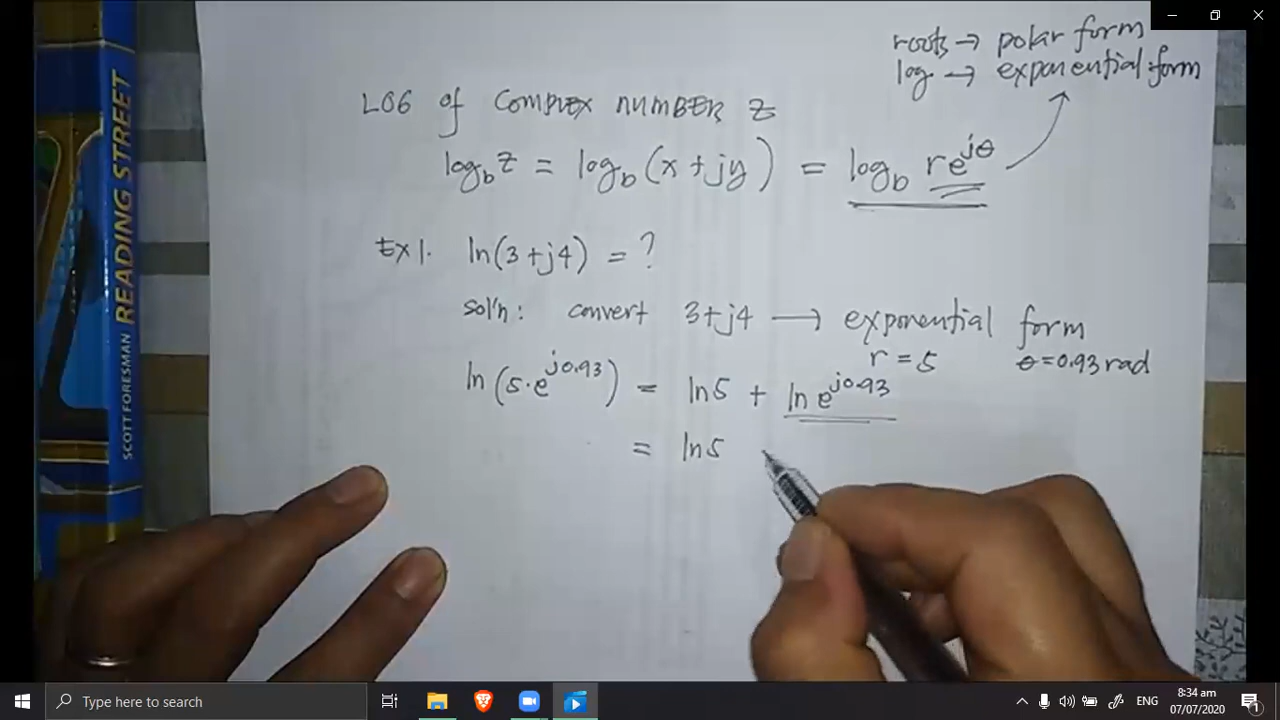 roots → polar form
log → exponential form
LOG of COMPLEX NUMBER z
log_b z = log_b (x + jy) = log_b re^{jθ}
Ex 1. ln(3 + j4) = ?
sol'n: convert 3+j4 → exponential form
r = 5 θ = 0.93 rad
ln (5·e^{j0.93}) = ln5 + ln e^{j0.93}
= ln5
SCOTT FORESMAN READING STREET
Type here to search
ENG
8:34 am
07/07/2020
1